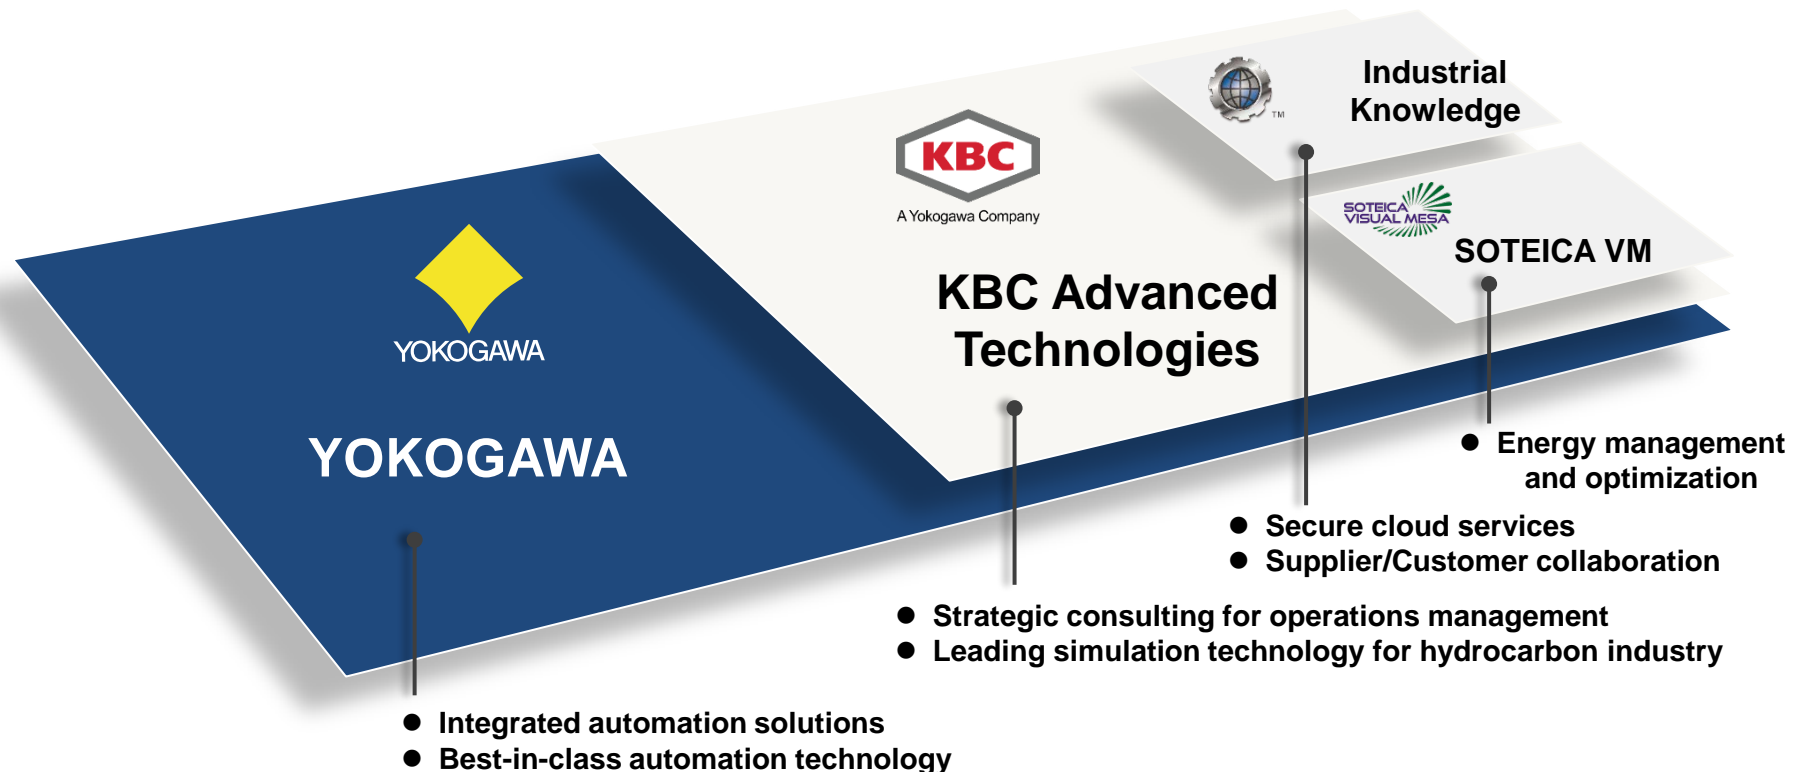 Industrial
Knowledge
TM
KBC
A Yokogawa Company
SOTEICA
VISUAL MESA
SOTEICA VM
KBC Advanced
Technologies
YOKOGAWA
YOKOGAWA
● Energy management
and optimization
● Secure cloud services
● Supplier/Customer collaboration
● Strategic consulting for operations management
● Leading simulation technology for hydrocarbon industry
● Integrated automation solutions
● Best-in-class automation technology